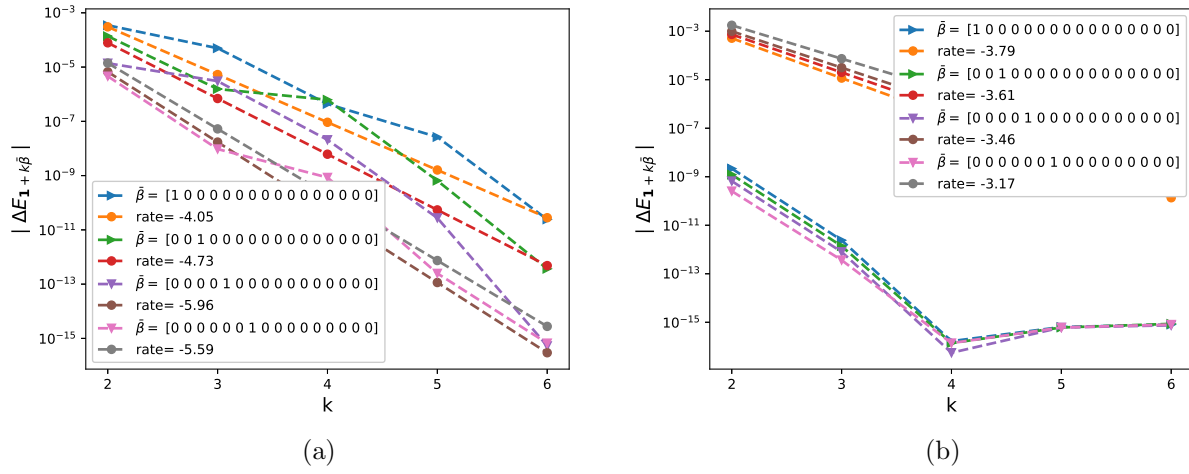 | ΔE𝟏 + kβ̄ |
10⁻³
10⁻⁵
10⁻⁷
10⁻⁹
10⁻¹¹
10⁻¹³
10⁻¹⁵
β̄ = [1 0 0 0 0 0 0 0 0 0 0 0 0 0 0 0 0]
rate= -4.05
β̄ = [0 0 1 0 0 0 0 0 0 0 0 0 0 0 0 0 0]
rate= -4.73
β̄ = [0 0 0 0 1 0 0 0 0 0 0 0 0 0 0 0 0]
rate= -5.96
β̄ = [0 0 0 0 0 0 1 0 0 0 0 0 0 0 0 0 0]
rate= -5.59
2 3 4 5 6
k
(a)
| ΔE𝟏 + kβ̄ |
10⁻³
10⁻⁵
10⁻⁷
10⁻⁹
10⁻¹¹
10⁻¹³
10⁻¹⁵
β̄ = [1 0 0 0 0 0 0 0 0 0 0 0 0 0 0 0 0]
rate= -3.79
β̄ = [0 0 1 0 0 0 0 0 0 0 0 0 0 0 0 0 0]
rate= -3.61
β̄ = [0 0 0 0 1 0 0 0 0 0 0 0 0 0 0 0 0]
rate= -3.46
β̄ = [0 0 0 0 0 0 1 0 0 0 0 0 0 0 0 0 0]
rate= -3.17
2 3 4 5 6
k
(b)